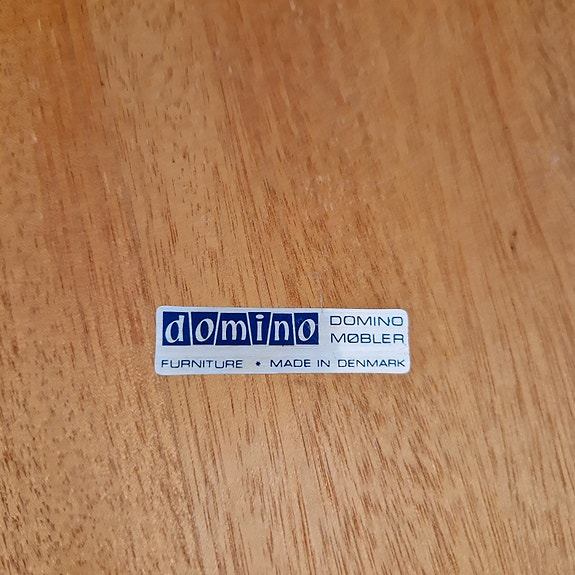 domino
DOMINO
MØBLER
FURNITURE • MADE IN DENMARK